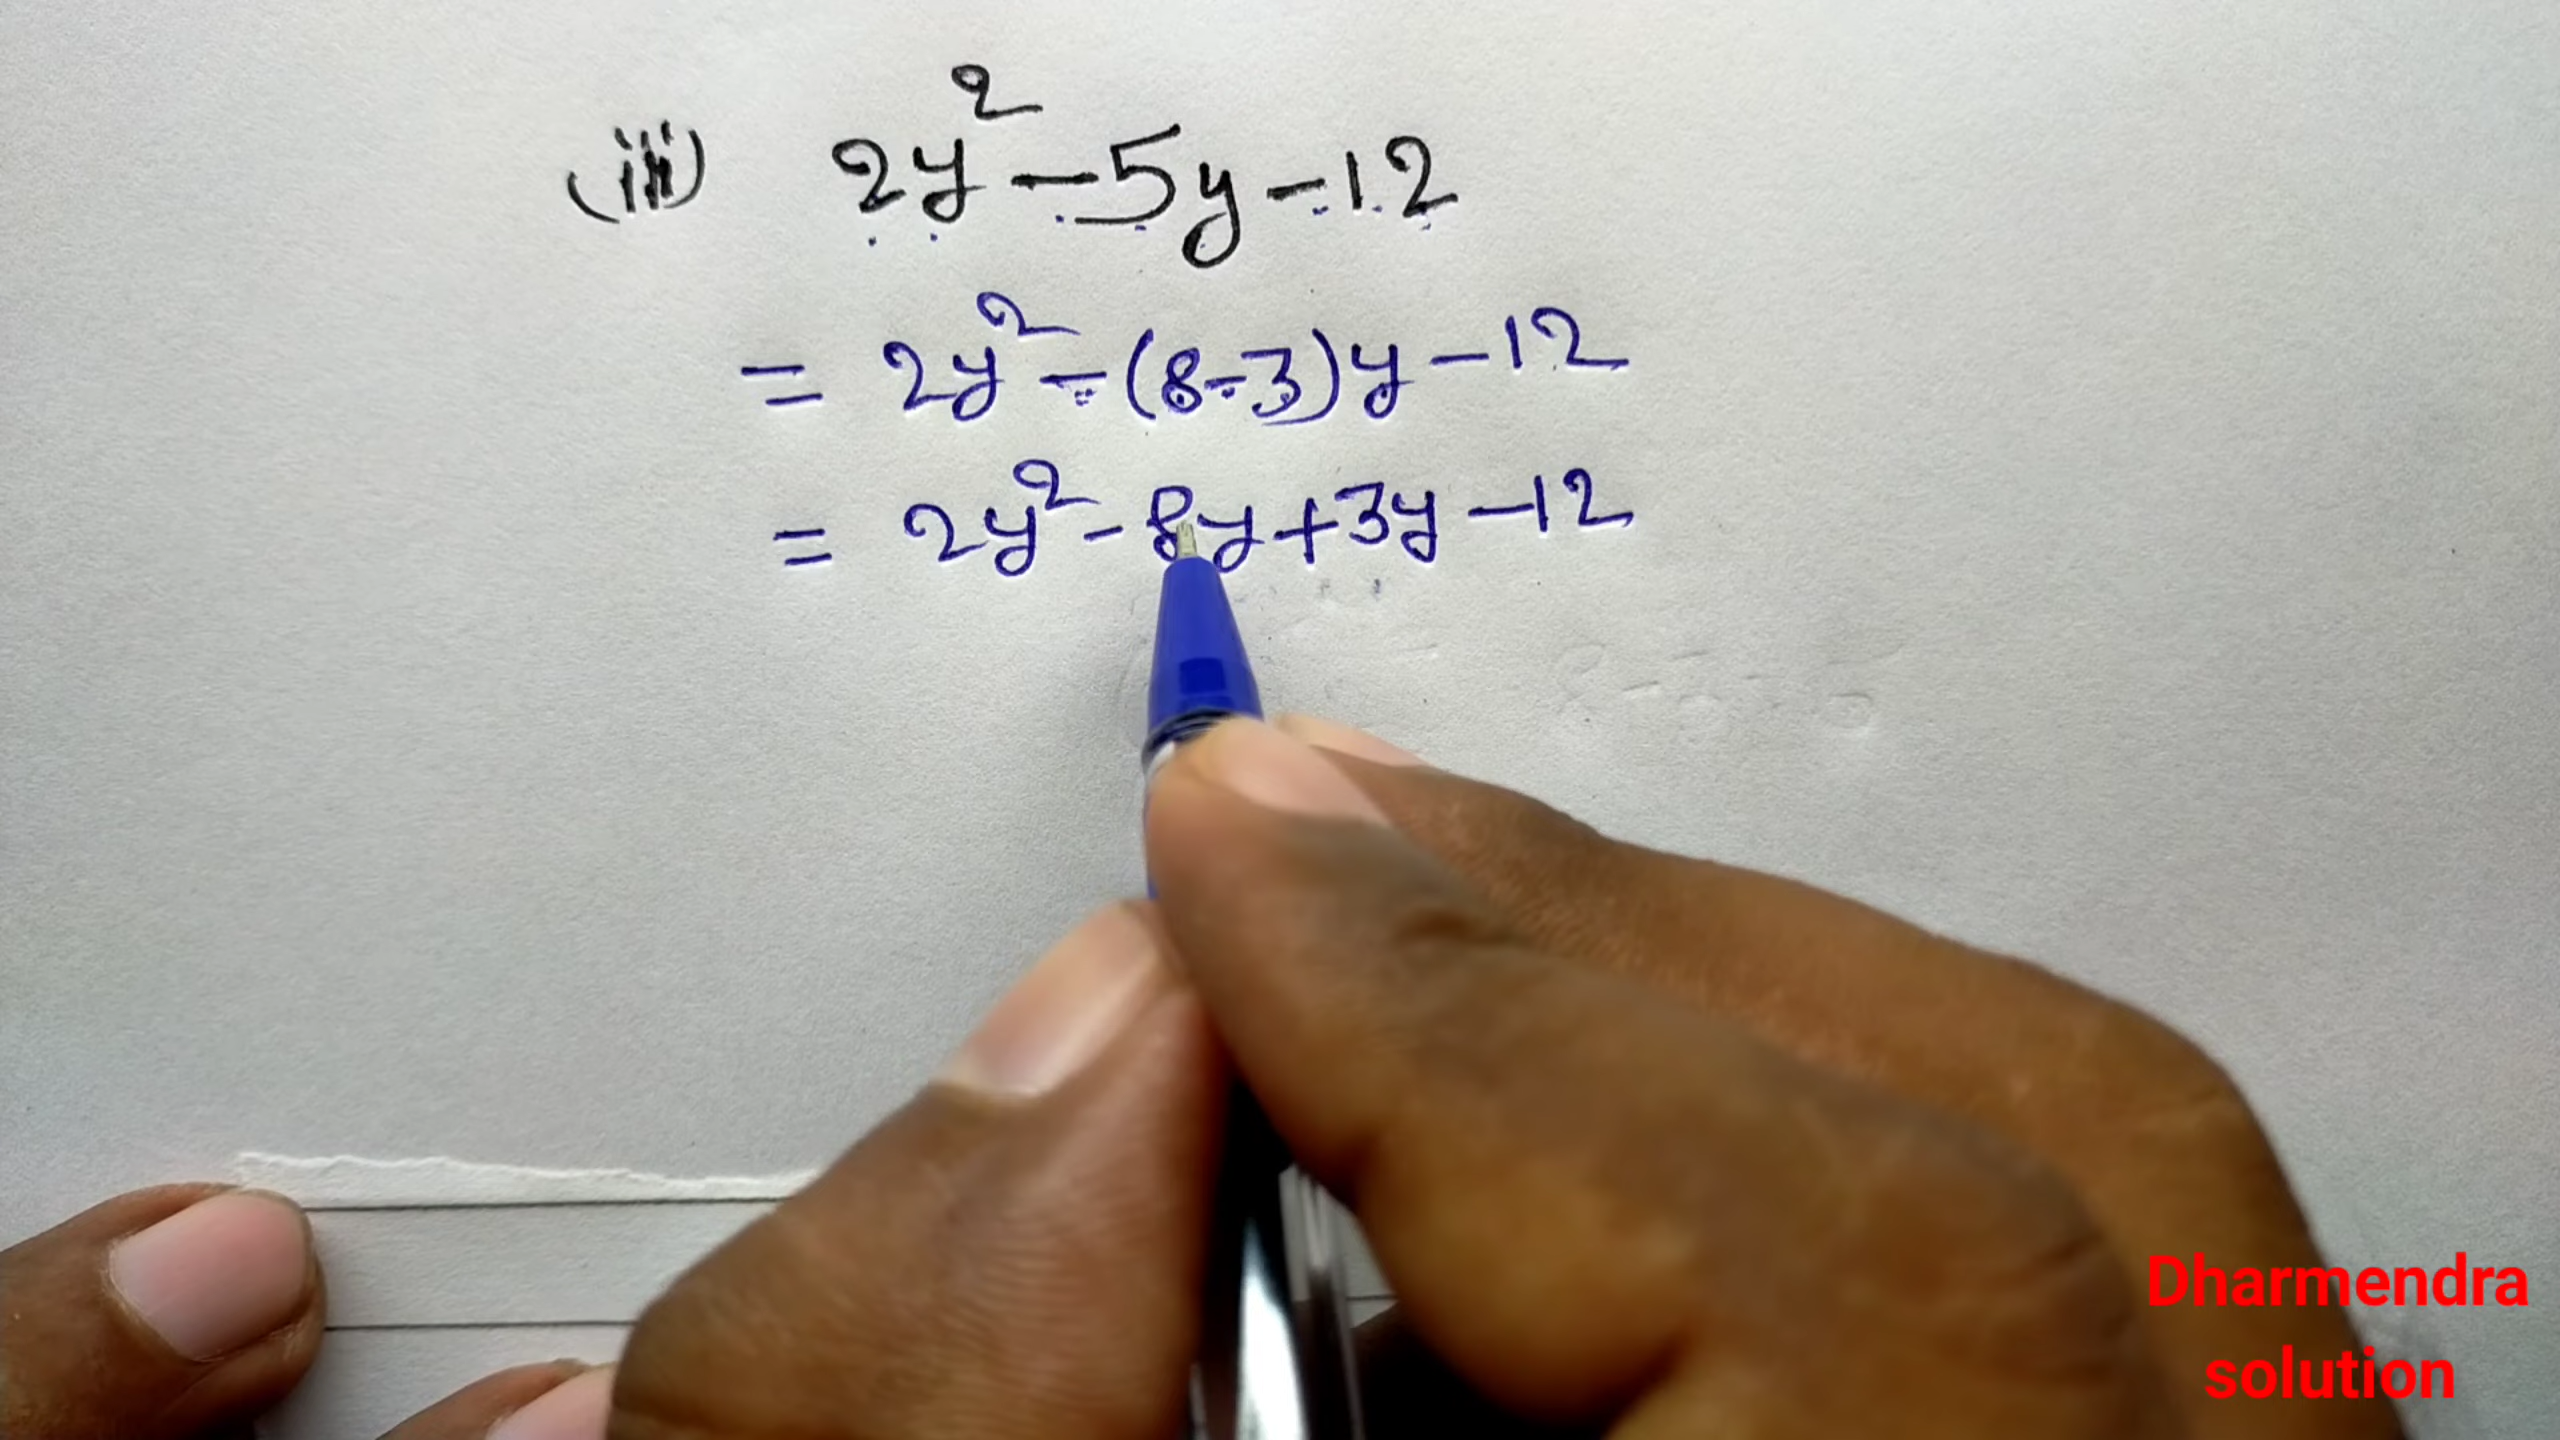 (iii) 2y² - 5y - 12
= 2y² - (8-3)y - 12
= 2y² - 8y + 3y - 12
Dharmendra
solution